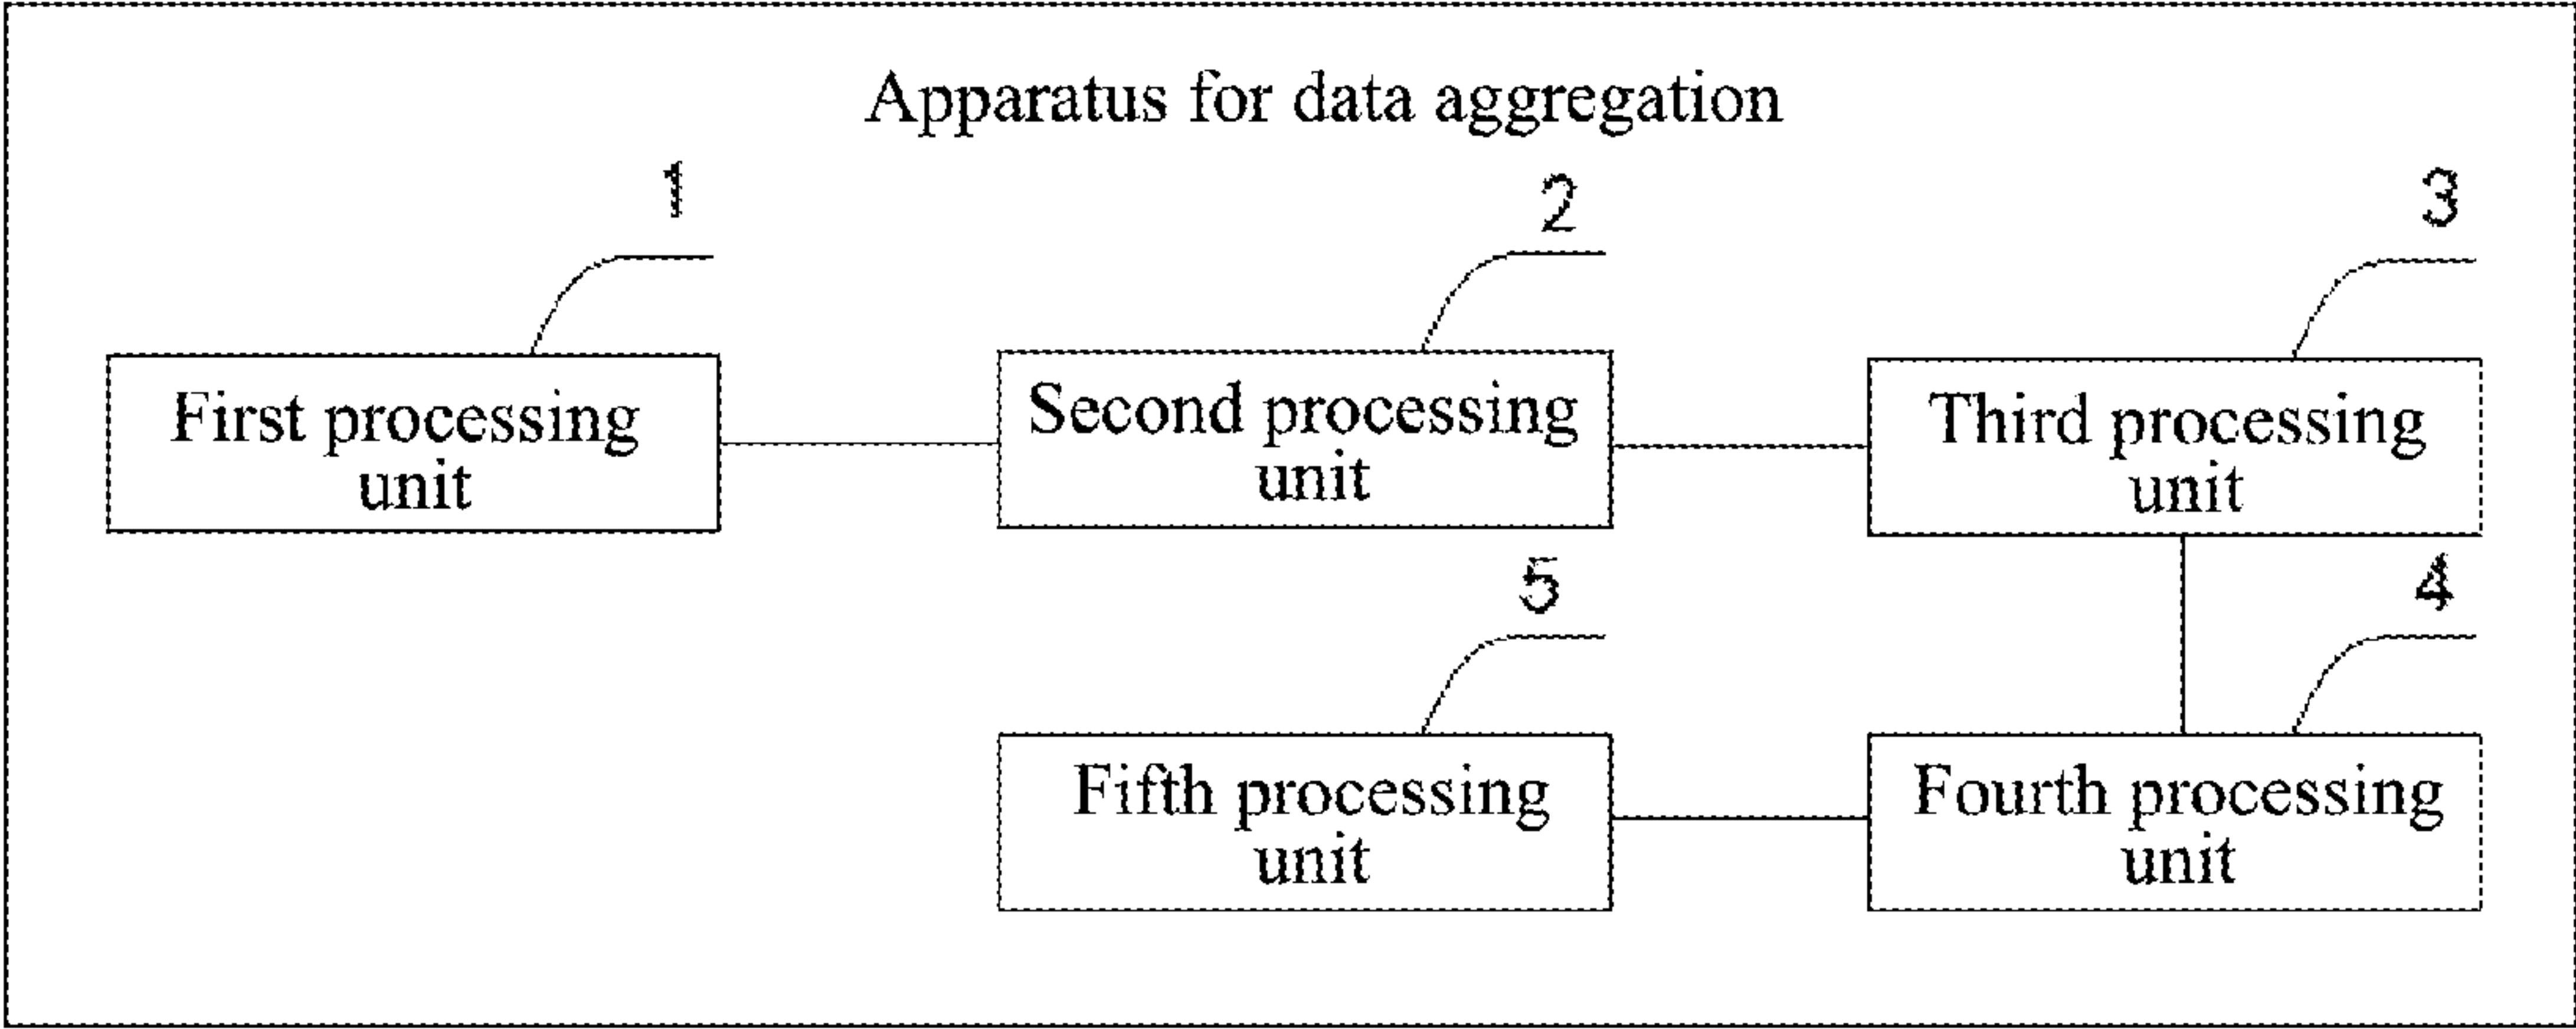 Apparatus for data aggregation
1
2
3
First processing
unit
Second processing
unit
Third processing
unit
5
4
Fifth processing
unit
Fourth processing
unit